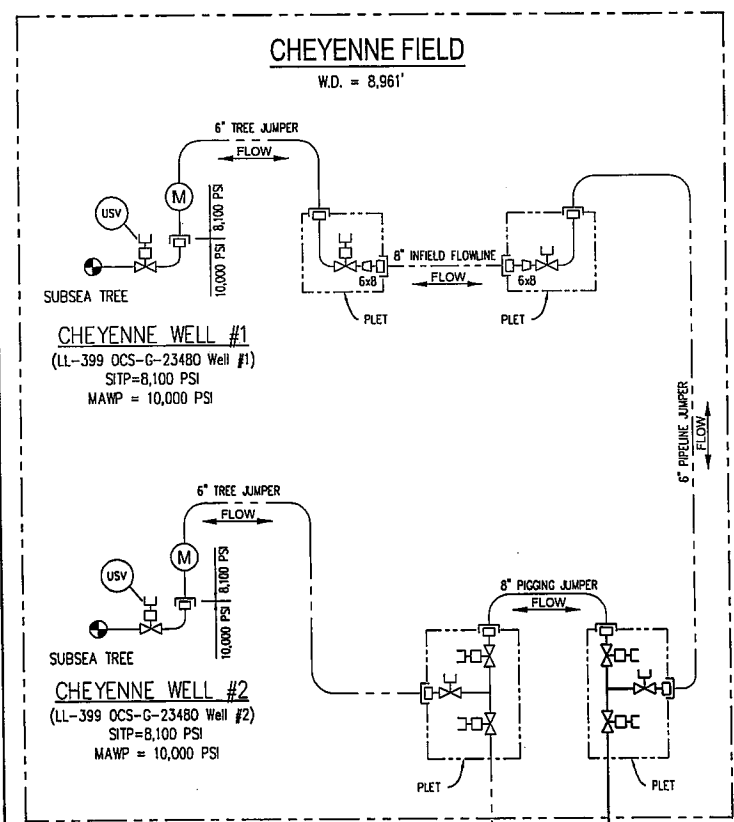 CHEYENNE FIELD
W.D. = 8,961'
6" TREE JUMPER
FLOW
M
USV
10,000 PSI 8,100 PSI
SUBSEA TREE
8" INFIELD FLOWLINE
FLOW
6x8
6x8
PLET
PLET
CHEYENNE WELL #1
(LL-399 OCS-G-23480 Well #1)
SITP=8,100 PSI
MAWP = 10,000 PSI
6" PIPELINE JUMPER
FLOW
6" TREE JUMPER
FLOW
M
USV
10,000 PSI 8,100 PSI
SUBSEA TREE
8" PIGGING JUMPER
FLOW
CHEYENNE WELL #2
(LL-399 OCS-G-23480 Well #2)
SITP=8,100 PSI
MAWP = 10,000 PSI
PLET
PLET